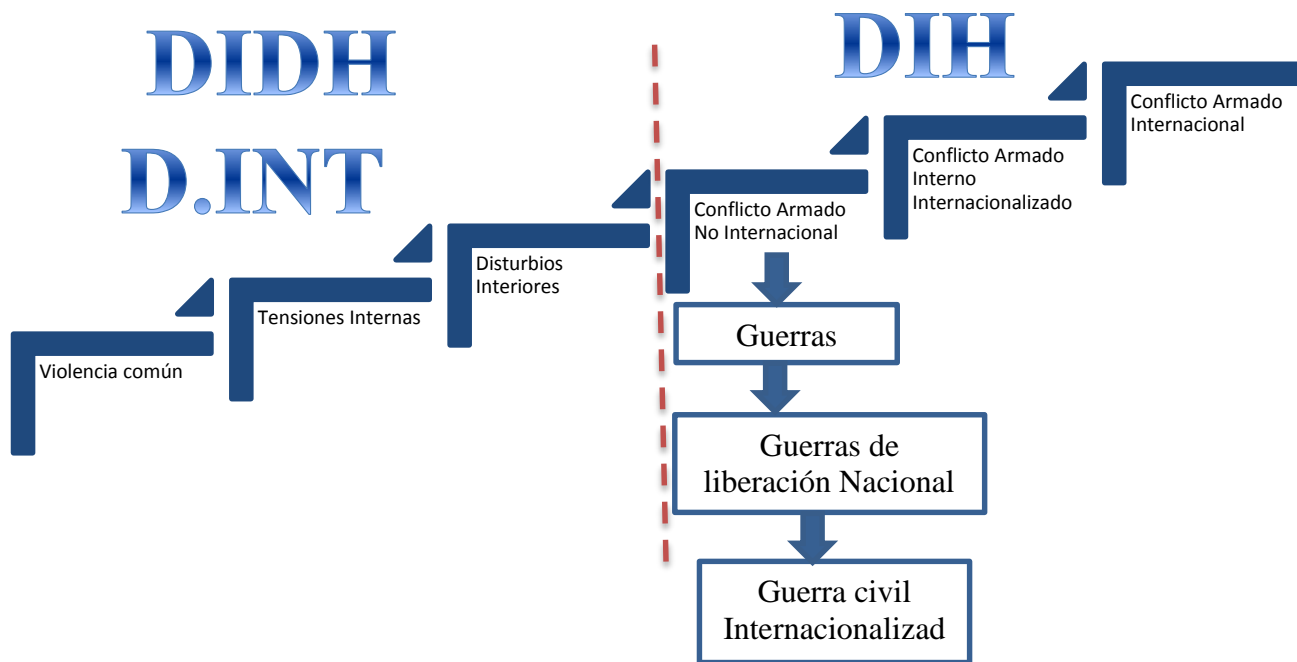 DIDH
D.INT
DIH
Violencia común
Tensiones Internas
Disturbios
Interiores
Conflicto Armado
No Internacional
Conflicto Armado
Interno
Internacionalizado
Conflicto Armado
Internacional
Guerras
Guerras de
liberación Nacional
Guerra civil
Internacionalizad